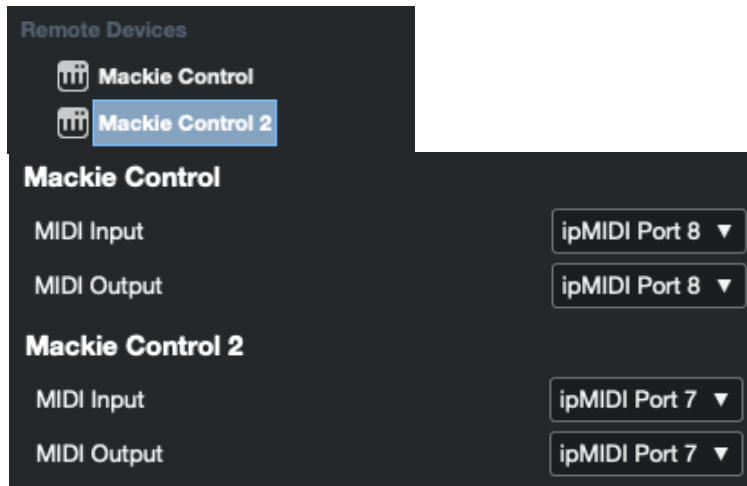 Remote Devices
Mackie Control
Mackie Control 2
Mackie Control
MIDI Input ipMIDI Port 8 ▼
MIDI Output ipMIDI Port 8 ▼
Mackie Control 2
MIDI Input ipMIDI Port 7 ▼
MIDI Output ipMIDI Port 7 ▼